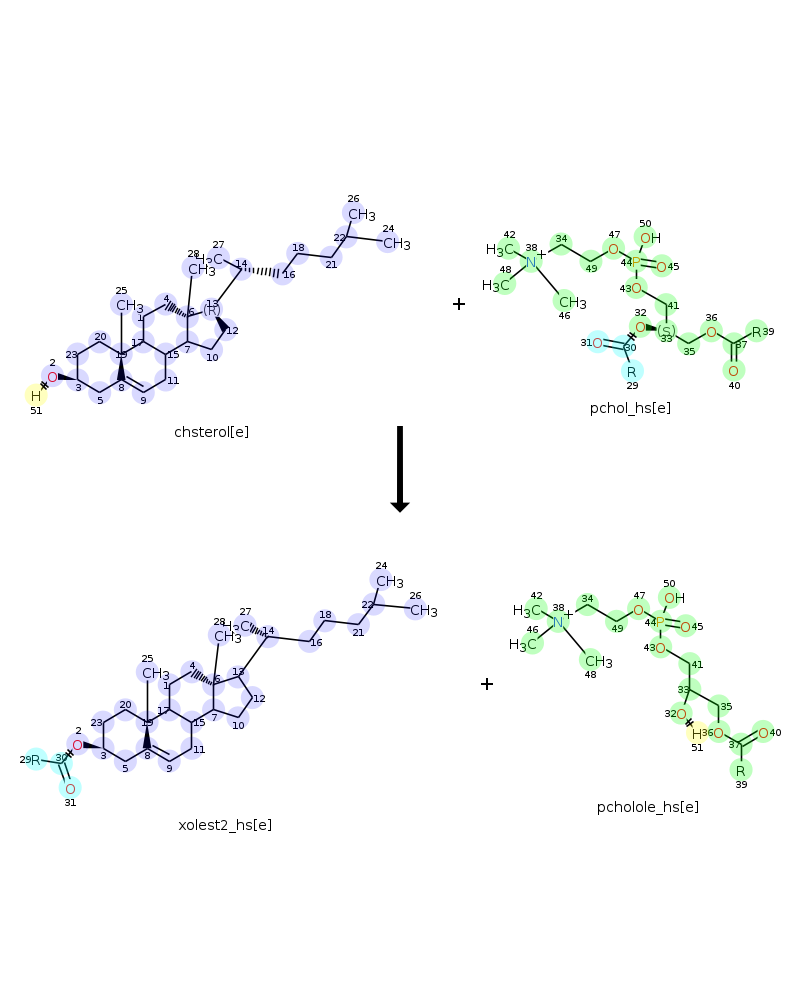 26
CH3
24
CH3
22
18
21
16
27
H3C
14
28
CH3
25
CH3
4
1
6
13
(R)
12
10
7
15
17
20
19
23
2
O
H
51
3
5
8
9
11
chsterol[e]
+
42
H3C
38
N+
34
48
H3C
46
CH3
49
47
O
50
OH
44
P
O
45
43
O
41
32
O
(S)
33
35
31
O
30
R
29
36
O
37
R
39
O
40
pchol_hs[e]
24
CH3
26
CH3
22
18
21
16
27
H3C
14
28
CH3
25
CH3
4
1
6
13
12
10
7
15
17
20
19
23
2
O
3
5
8
9
11
29
R
30
O
31
xolest2_hs[e]
+
42
H3C
38
N+
34
46
H3C
48
CH3
49
47
O
50
OH
44
P
O
45
43
O
41
33
35
32
O
H
51
36
O
37
O
40
R
39
pcholole_hs[e]